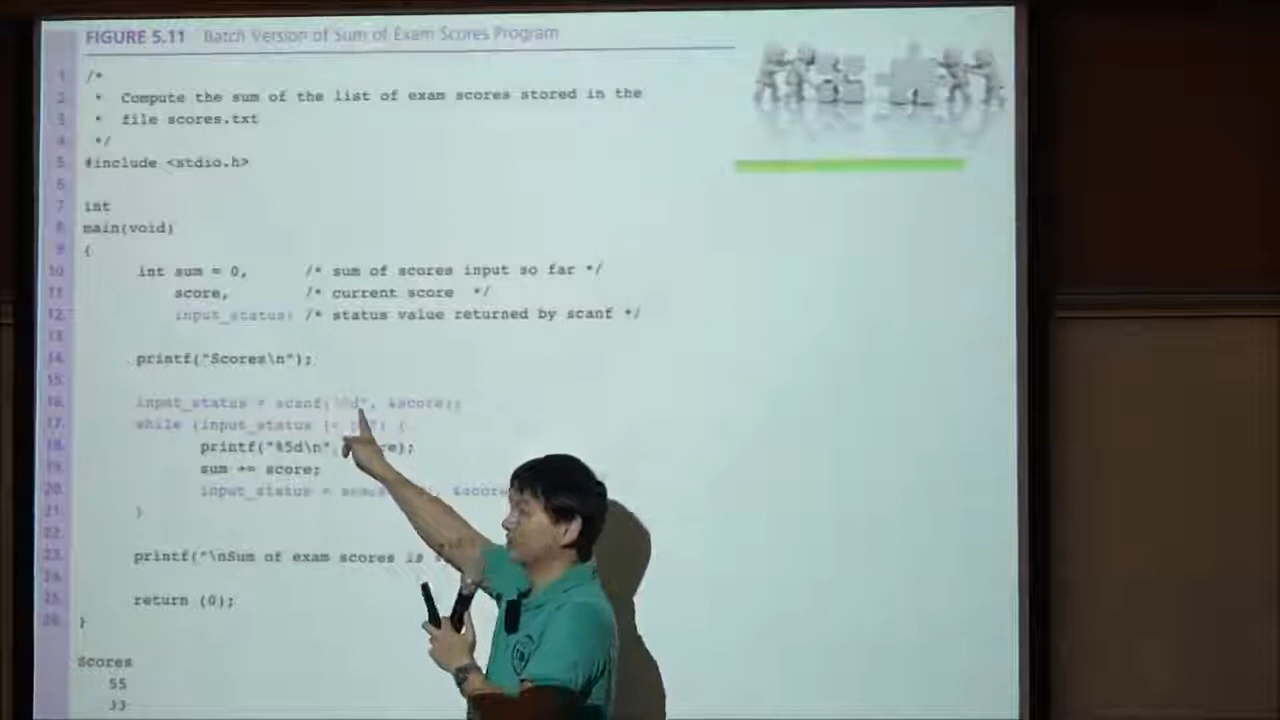 FIGURE 5.11 Batch Version of Sum of Exam Scores Program
1 /*
2 * Compute the sum of the list of exam scores stored in the
3 * file scores.txt
4 */
5 #include <stdio.h>
6
7 int
8 main(void)
9 {
10 int sum = 0, /* sum of scores input so far */
11 score, /* current score */
12. input_status; /* status value returned by scanf */
13.
14. printf("Scores\n");
15.
16. input_status = scanf("%d", &score);
17. while (input_status != ) {
18. printf("%5d\n", re);
19. sum += score;
20. input_status = &score
21. }
22.
23. printf("\nSum of exam scores is
24.
25. return (0);
26. }
Scores
55
33